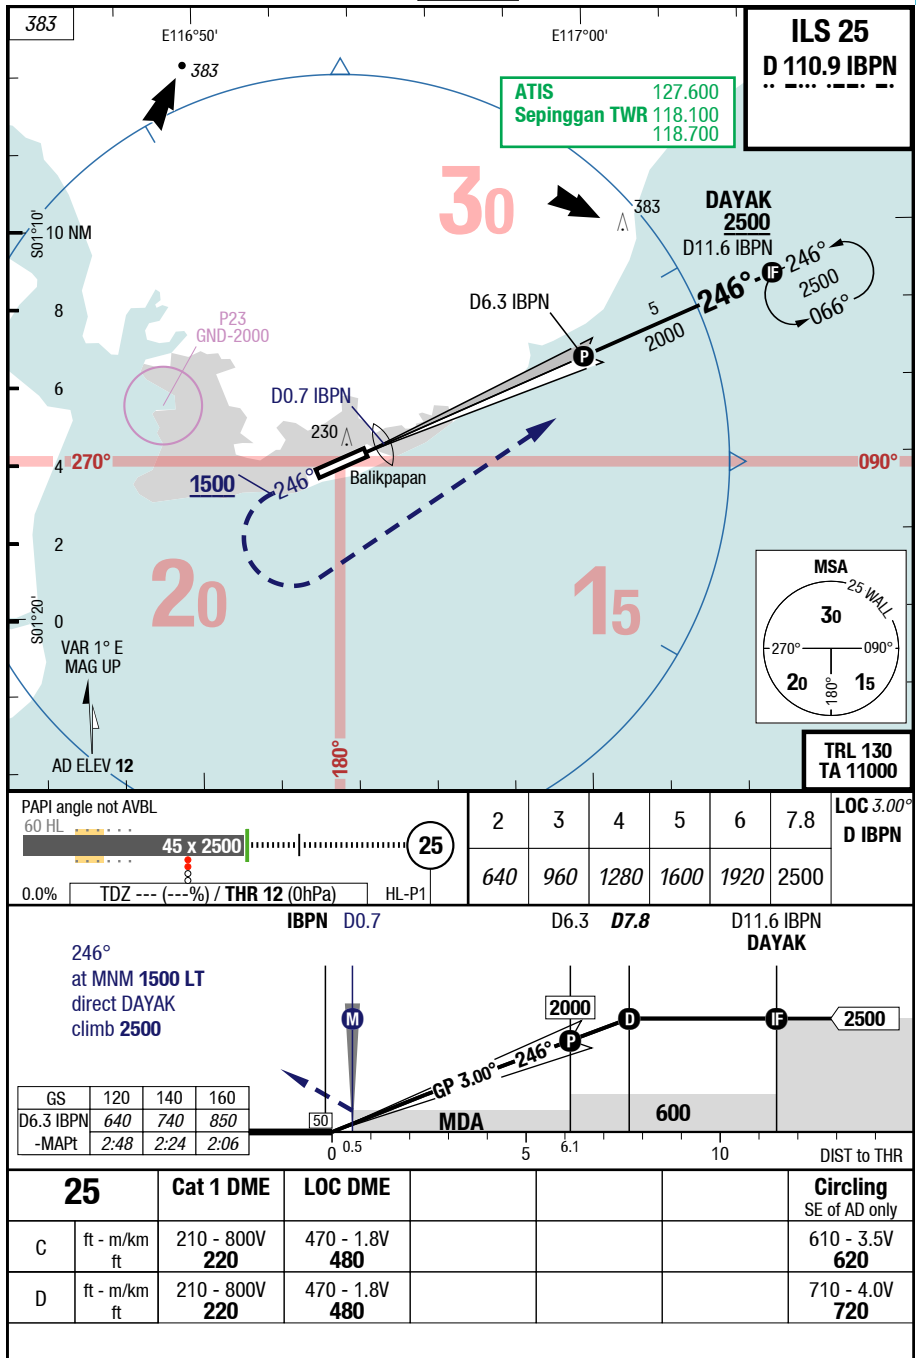 383
E116°50'
E117°00'
ILS 25
D 110.9 IBPN
383
ATIS 127.600
Sepinggan TWR 118.100
118.700
30
383
DAYAK
2500
D11.6 IBPN
S01°10'
10 NM
IF
246°
246°
2500
066°
D6.3 IBPN
5
2000
8
P23
GND-2000
P
6
D0.7 IBPN
230
4
270°
090°
1500
246°
Balikpapan
2
20
15
MSA
25 WALL
30
270°
090°
20
15
180°
S01°20'
0
VAR 1° E
MAG UP
180°
AD ELEV 12
TRL 130
TA 11000
PAPI angle not AVBL
60 HL
45 x 2500
25
0.0%
TDZ --- (---%) / THR 12 (0hPa)
HL-P1
2 3 4 5 6 7.8 LOC 3.00°
D IBPN
640 960 1280 1600 1920 2500
IBPN D0.7 D6.3 D7.8 D11.6 IBPN
DAYAK
246°
at MNM 1500 LT
direct DAYAK
climb 2500
M
2000
D
IF
2500
P
GP 3.00° 246°
50
MDA
600
GS 120 140 160
D6.3 IBPN 640 740 850
-MAPt 2:48 2:24 2:06
0 0.5 5 6.1 10 DIST to THR
25 Cat 1 DME LOC DME Circling
SE of AD only
C ft - m/km 210 - 800V 470 - 1.8V 610 - 3.5V
ft 220 480 620
D ft - m/km 210 - 800V 470 - 1.8V 710 - 4.0V
ft 220 480 720